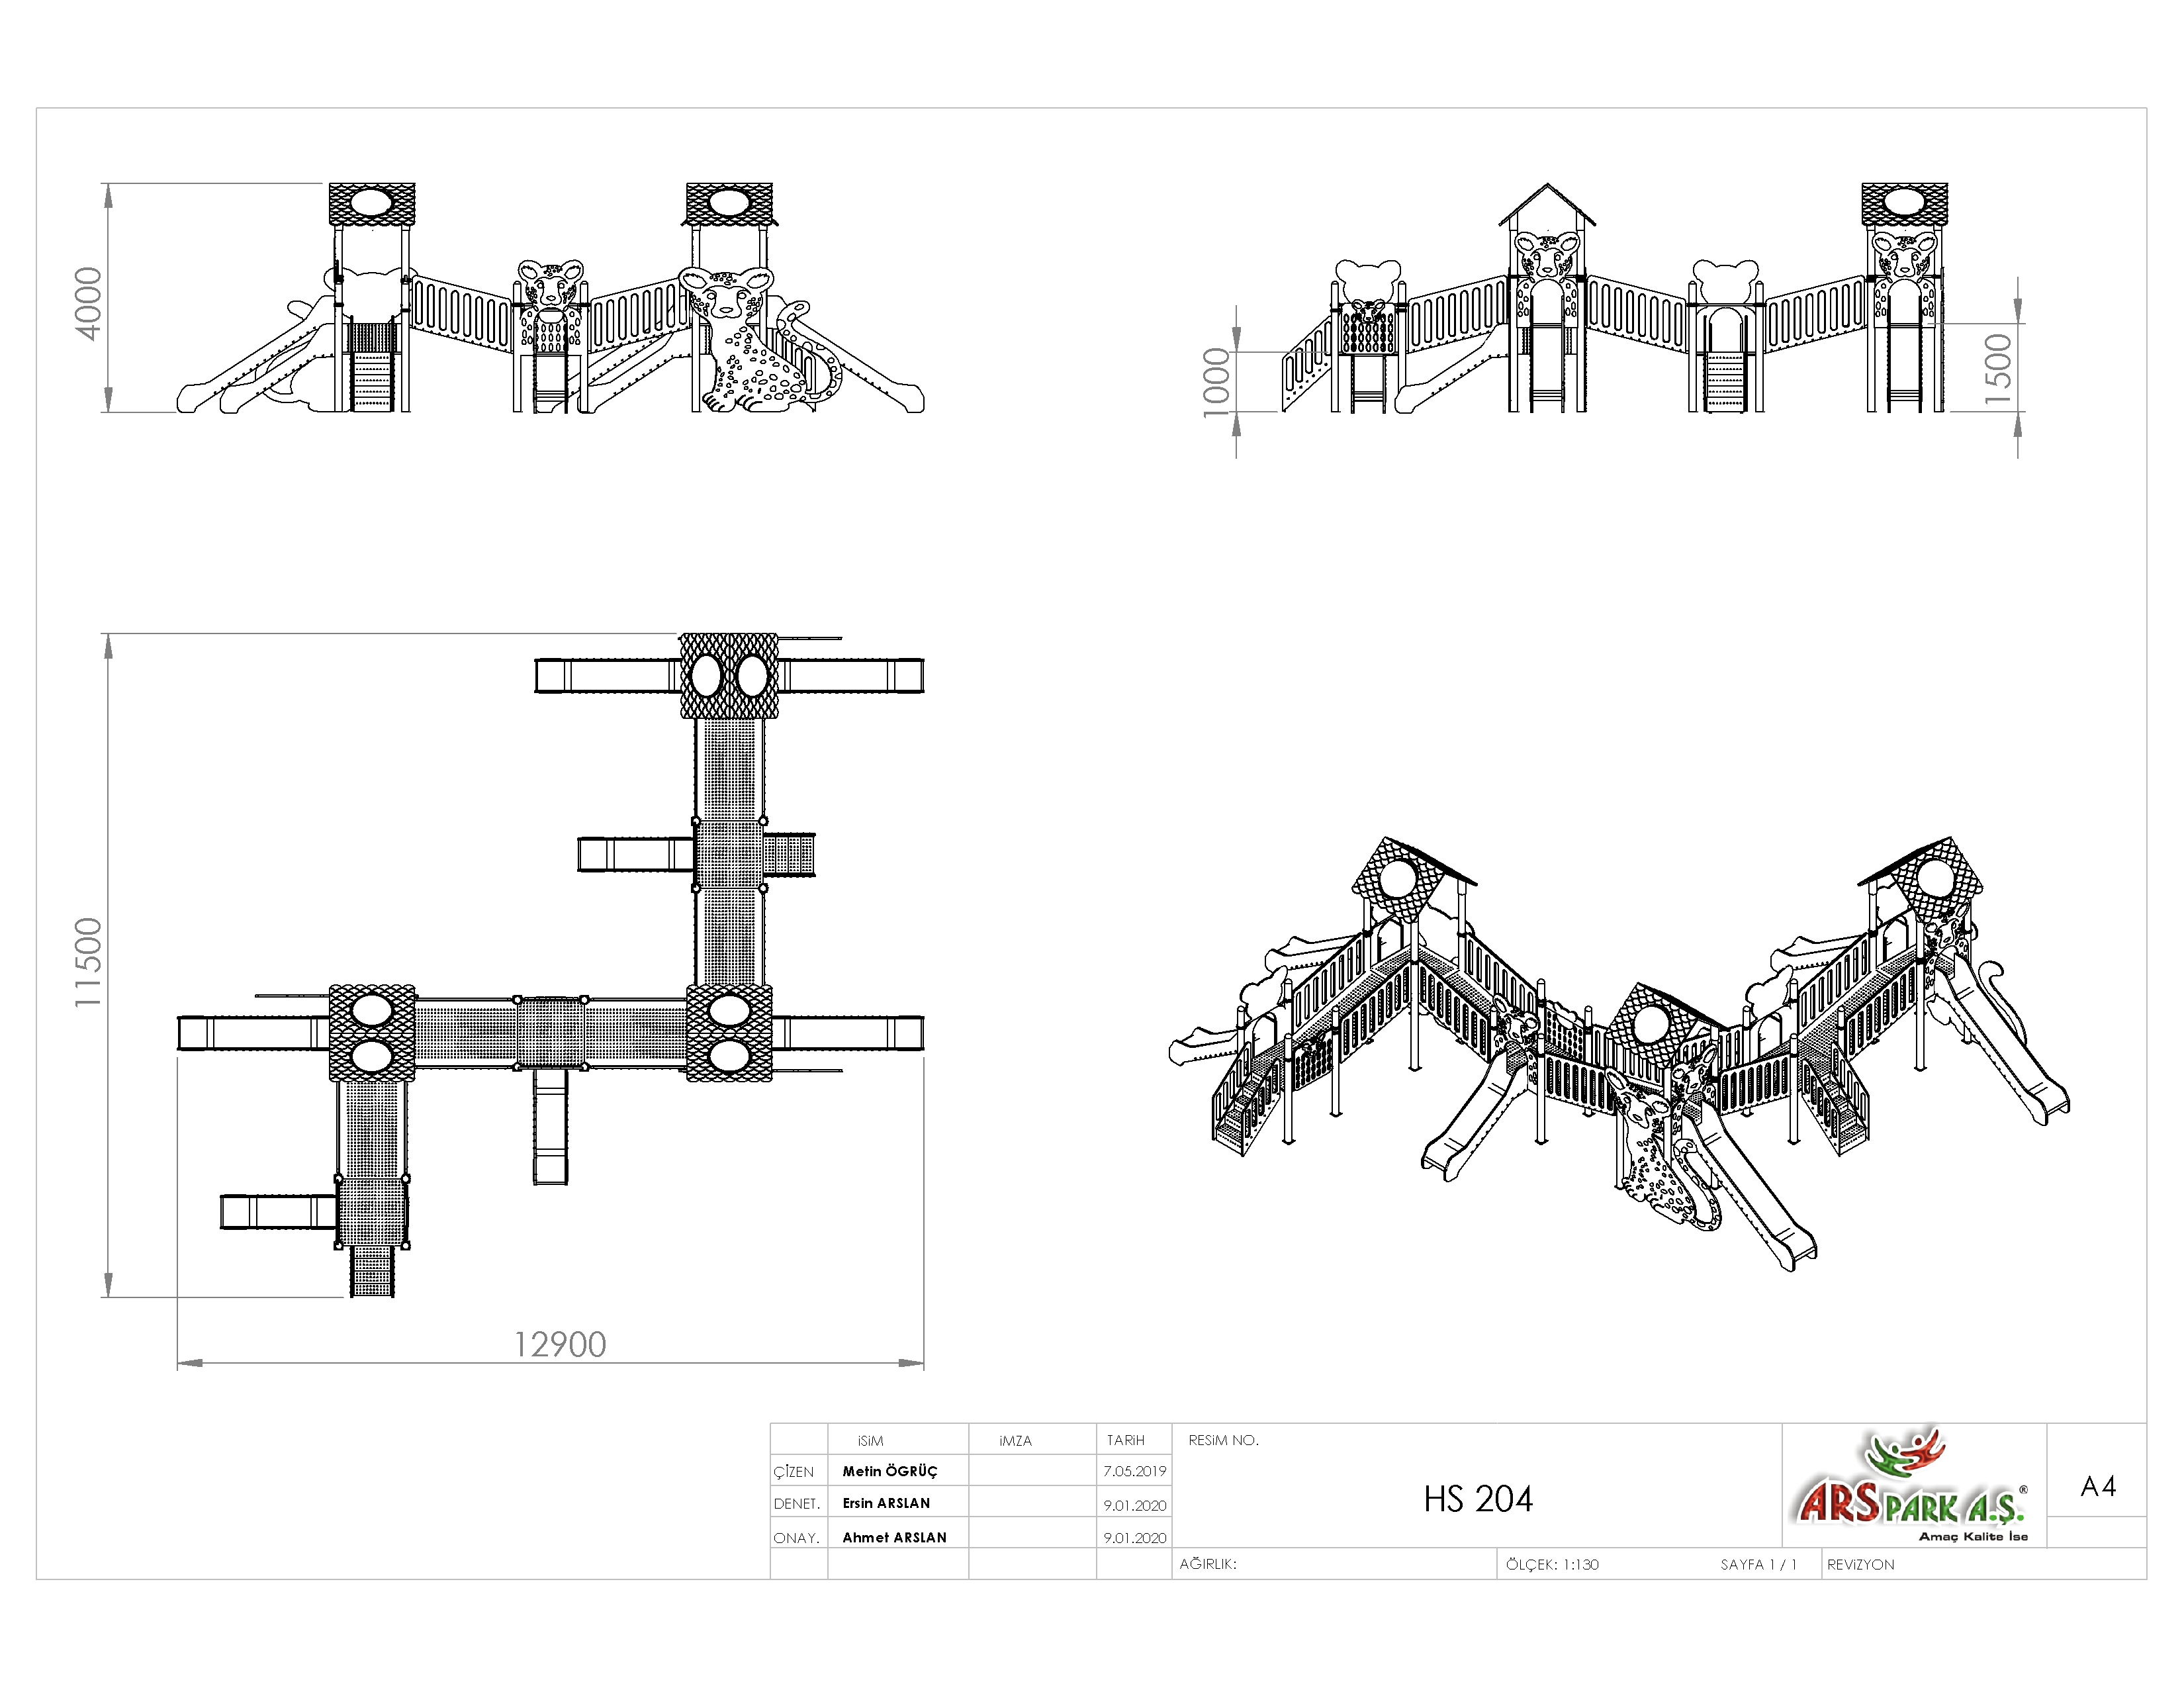 4000
1000
1500
11500
12900
iSiM
iMZA
TARiH
RESiM NO.
ÇİZEN
Metin ÖGRÜÇ
7.05.2019
DENET.
Ersin ARSLAN
9.01.2020
ONAY.
Ahmet ARSLAN
9.01.2020
HS 204
ARS PARK A.Ş.®
Amaç Kalite İse
A4
AĞIRLIK:
ÖLÇEK: 1:130
SAYFA 1 / 1
REViZYON